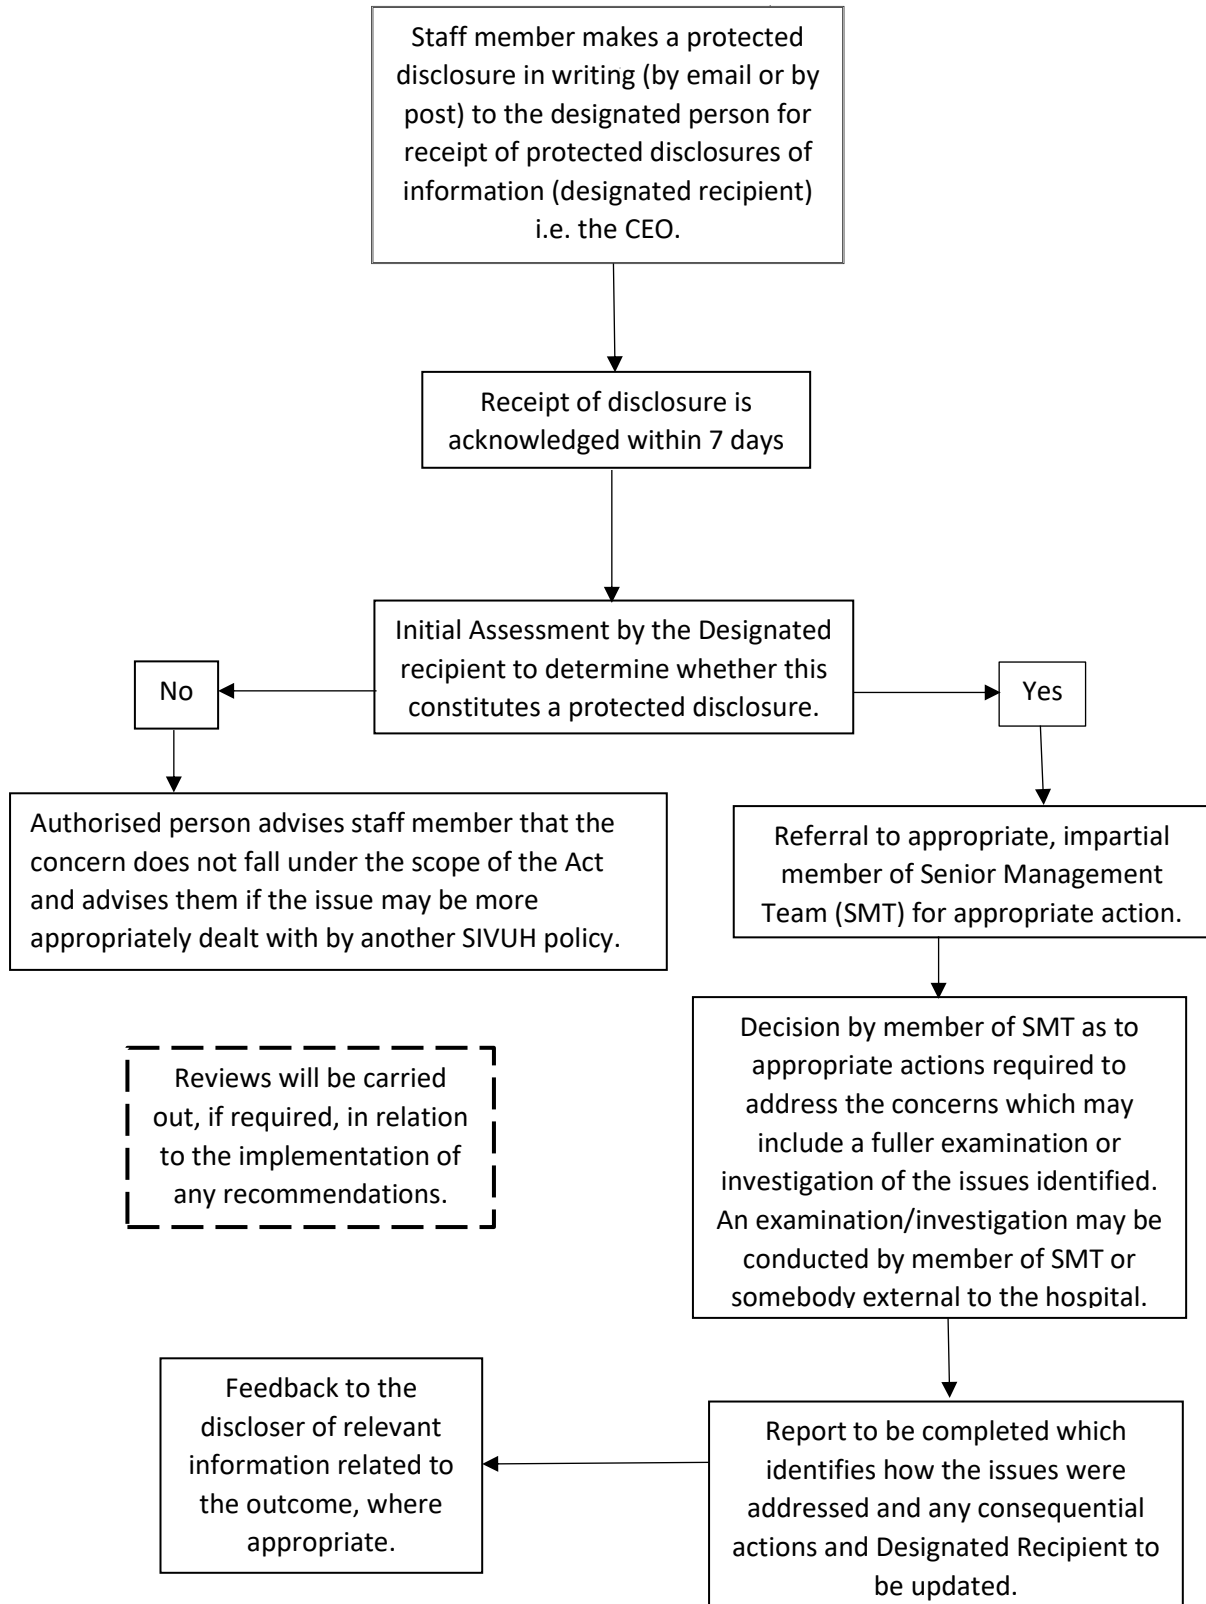 Staff member makes a protected
disclosure in writing (by email or by
post) to the designated person for
receipt of protected disclosures of
information (designated recipient)
i.e. the CEO.
Receipt of disclosure is
acknowledged within 7 days
Initial Assessment by the Designated
recipient to determine whether this
constitutes a protected disclosure.
No
Yes
Authorised person advises staff member that the
concern does not fall under the scope of the Act
and advises them if the issue may be more
appropriately dealt with by another SIVUH policy.
Referral to appropriate, impartial
member of Senior Management
Team (SMT) for appropriate action.
Decision by member of SMT as to
appropriate actions required to
address the concerns which may
include a fuller examination or
investigation of the issues identified.
An examination/investigation may be
conducted by member of SMT or
somebody external to the hospital.
Reviews will be carried
out, if required, in relation
to the implementation of
any recommendations.
Report to be completed which
identifies how the issues were
addressed and any consequential
actions and Designated Recipient to
be updated.
Feedback to the
discloser of relevant
information related to
the outcome, where
appropriate.